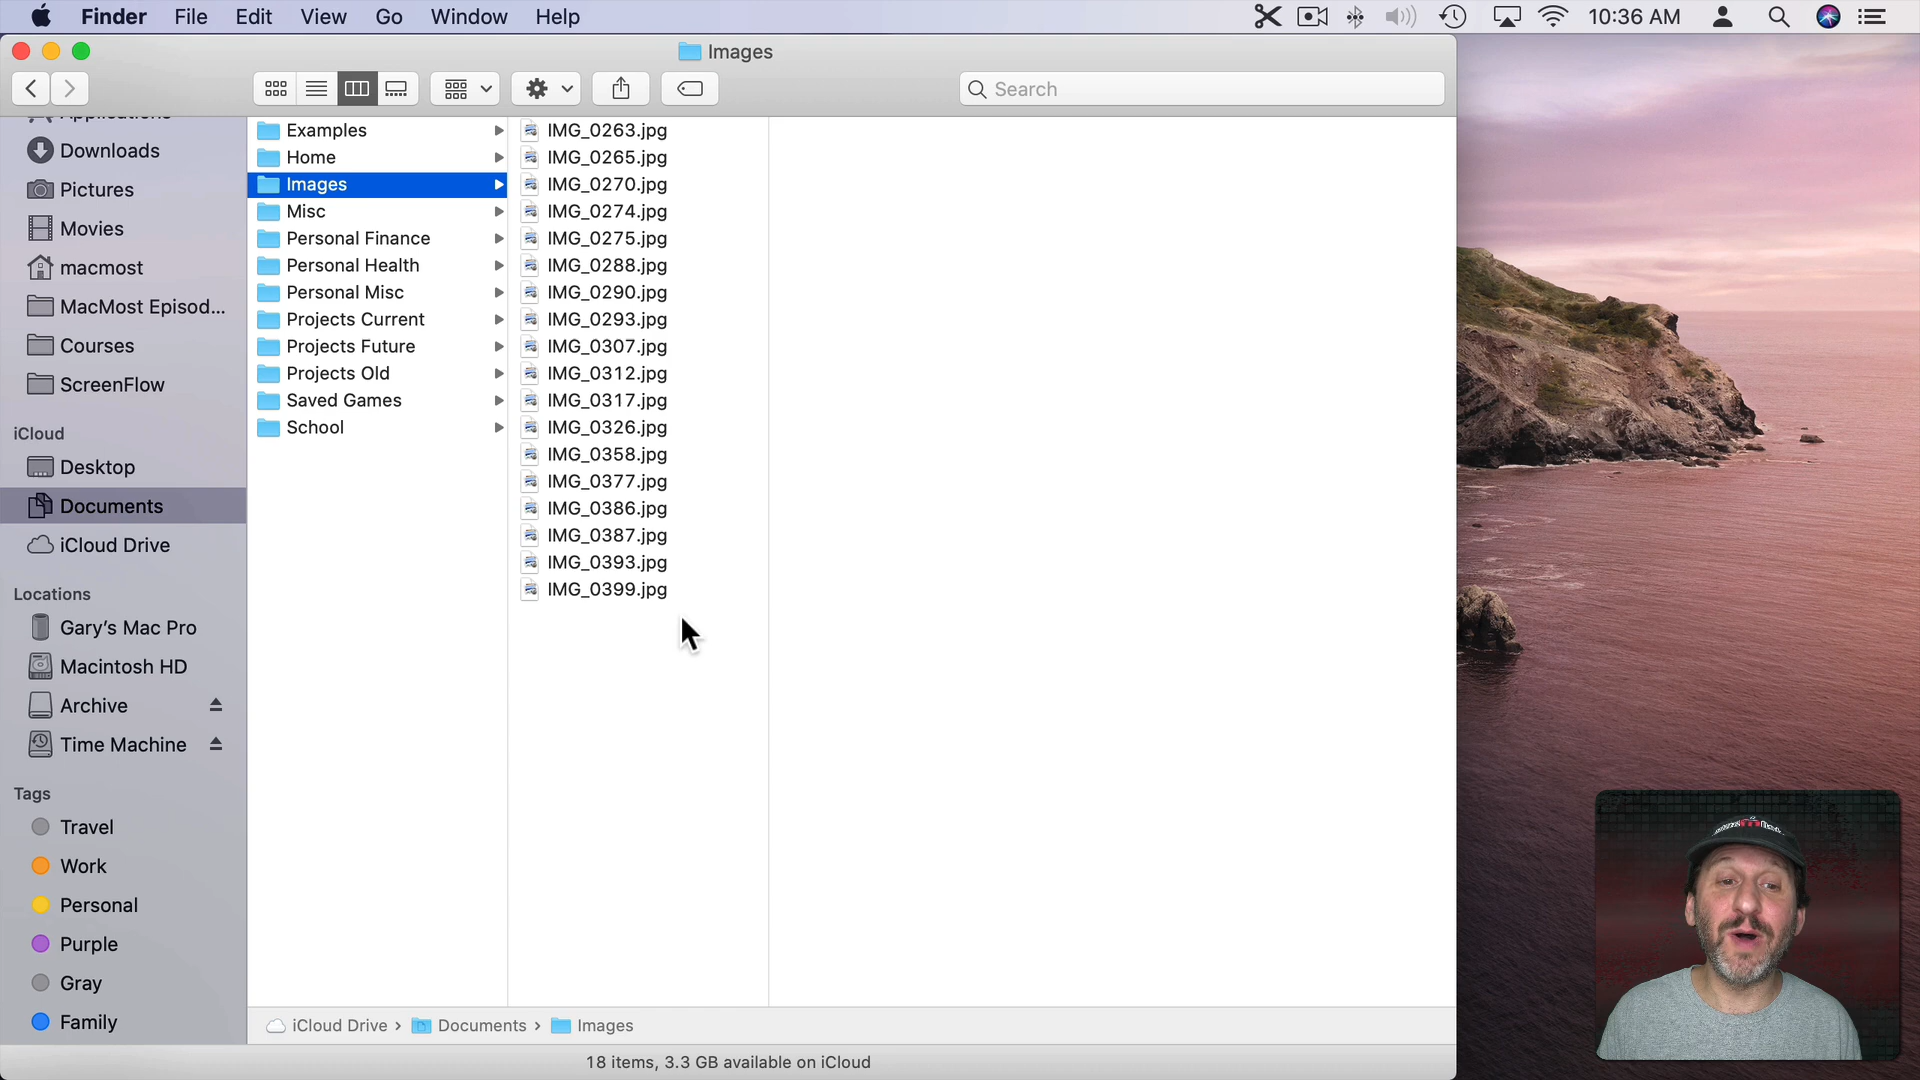 Finder File Edit View Go Window Help 10:36 AM
Images
Search
Applications
Downloads
Pictures
Movies
macmost
MacMost Episod...
Courses
ScreenFlow
iCloud
Desktop
Documents
iCloud Drive
Locations
Gary's Mac Pro
Macintosh HD
Archive
Time Machine
Tags
Travel
Work
Personal
Purple
Gray
Family
Examples
Home
Images
Misc
Personal Finance
Personal Health
Personal Misc
Projects Current
Projects Future
Projects Old
Saved Games
School
IMG_0263.jpg
IMG_0265.jpg
IMG_0270.jpg
IMG_0274.jpg
IMG_0275.jpg
IMG_0288.jpg
IMG_0290.jpg
IMG_0293.jpg
IMG_0307.jpg
IMG_0312.jpg
IMG_0317.jpg
IMG_0326.jpg
IMG_0358.jpg
IMG_0377.jpg
IMG_0386.jpg
IMG_0387.jpg
IMG_0393.jpg
IMG_0399.jpg
iCloud Drive › Documents › Images
18 items, 3.3 GB available on iCloud